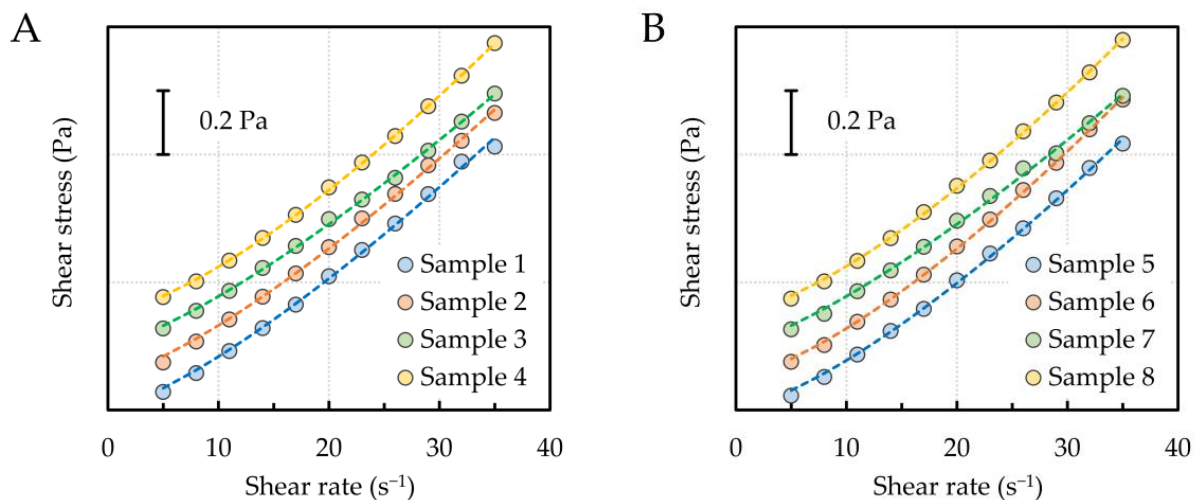 A
Shear stress (Pa)
0.2 Pa
Sample 1
Sample 2
Sample 3
Sample 4
0 10 20 30 40
Shear rate (s⁻¹)
B
Shear stress (Pa)
0.2 Pa
Sample 5
Sample 6
Sample 7
Sample 8
0 10 20 30 40
Shear rate (s⁻¹)